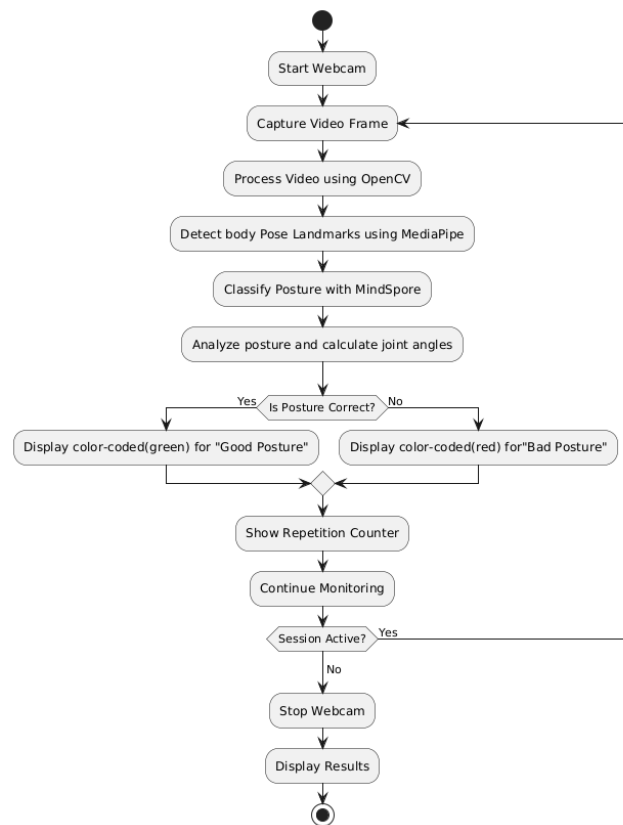 Start Webcam
Capture Video Frame
Process Video using OpenCV
Detect body Pose Landmarks using MediaPipe
Classify Posture with MindSpore
Analyze posture and calculate joint angles
Yes
Is Posture Correct?
No
Display color-coded(green) for "Good Posture"
Display color-coded(red) for"Bad Posture"
Show Repetition Counter
Continue Monitoring
Session Active?
Yes
No
Stop Webcam
Display Results